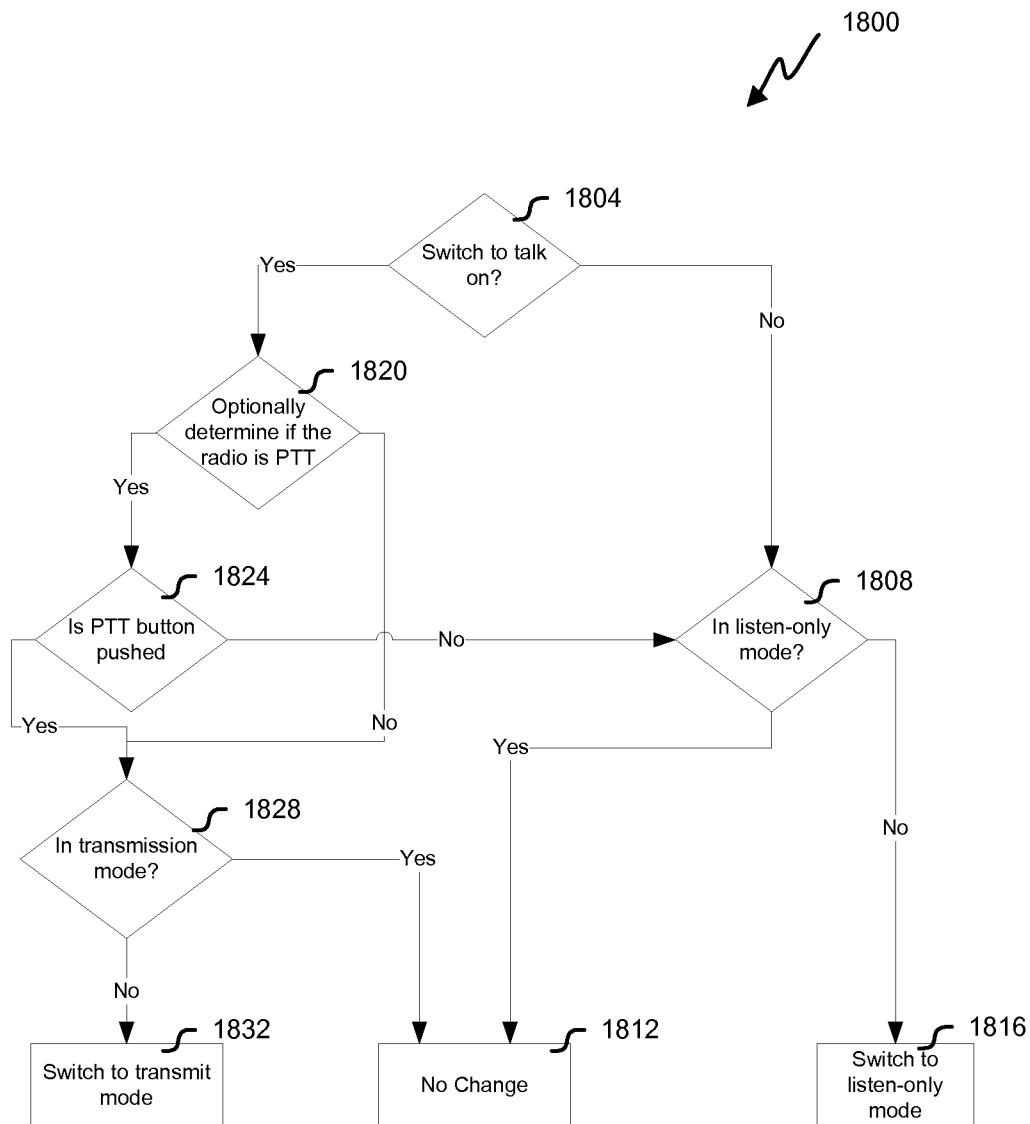 1800
1804
Switch to talk
on?
Yes
No
1820
Optionally
determine if the
radio is PTT
Yes
1824
Is PTT button
pushed
No
1808
In listen-only
mode?
Yes
No
Yes
1828
In transmission
mode?
Yes
No
No
1832
Switch to transmit
mode
1812
No Change
1816
Switch to
listen-only
mode